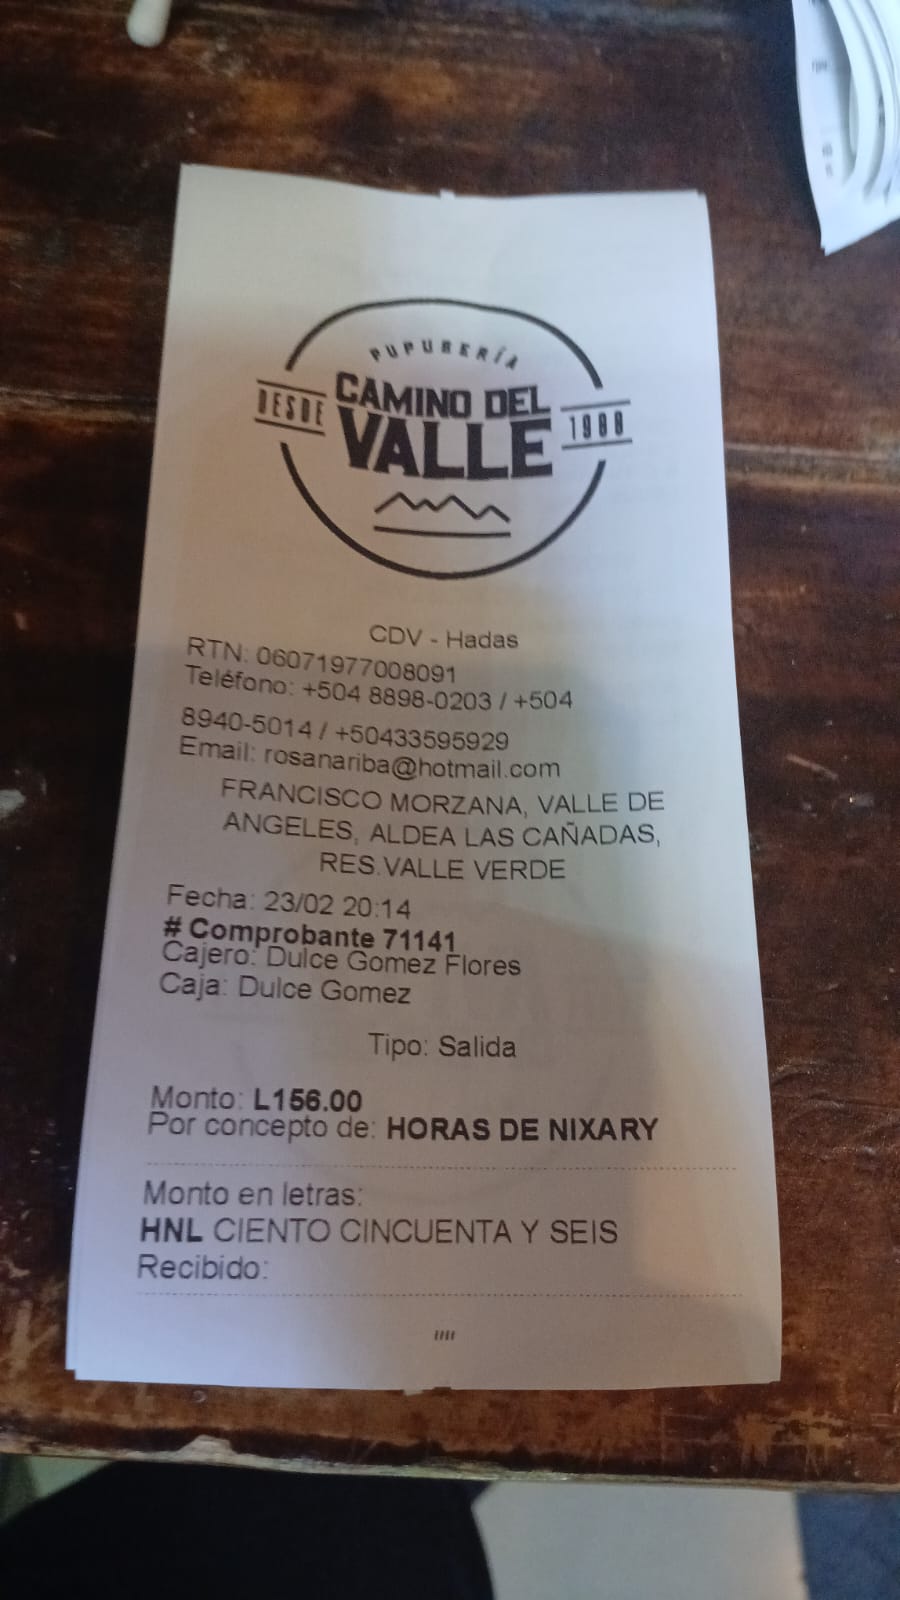 PUPUSERÍA
DESDE
CAMINO DEL
VALLE
1988
CDV - Hadas
RTN: 06071977008091
Teléfono: +504 8898-0203 / +504
8940-5014 / +50433595929
Email: rosanariba@hotmail.com
FRANCISCO MORZANA, VALLE DE
ANGELES, ALDEA LAS CAÑADAS,
RES.VALLE VERDE
Fecha: 23/02 20:14
# Comprobante 71141
Cajero: Dulce Gomez Flores
Caja: Dulce Gomez
Tipo: Salida
Monto: L156.00
Por concepto de: HORAS DE NIXARY
Monto en letras:
HNL CIENTO CINCUENTA Y SEIS
Recibido:
////